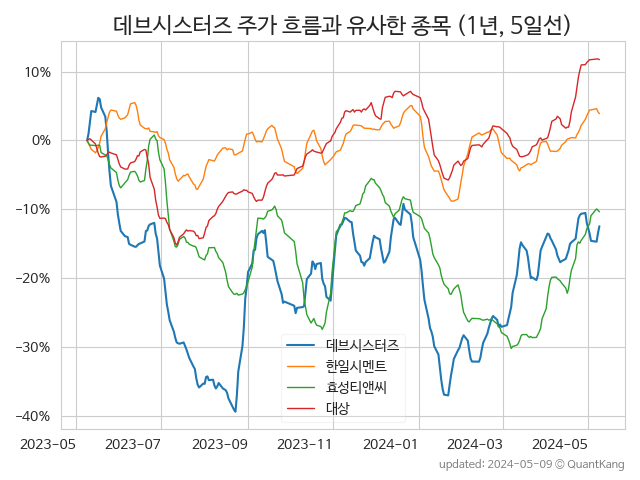 데브시스터즈 주가 흐름과 유사한 종목 (1년, 5일선)
10%
0%
−10%
−20%
−30%
−40%
데브시스터즈
한일시멘트
효성티앤씨
대상
2023-05 2023-07 2023-09 2023-11 2024-01 2024-03 2024-05
updated: 2024-05-09 © QuantKang